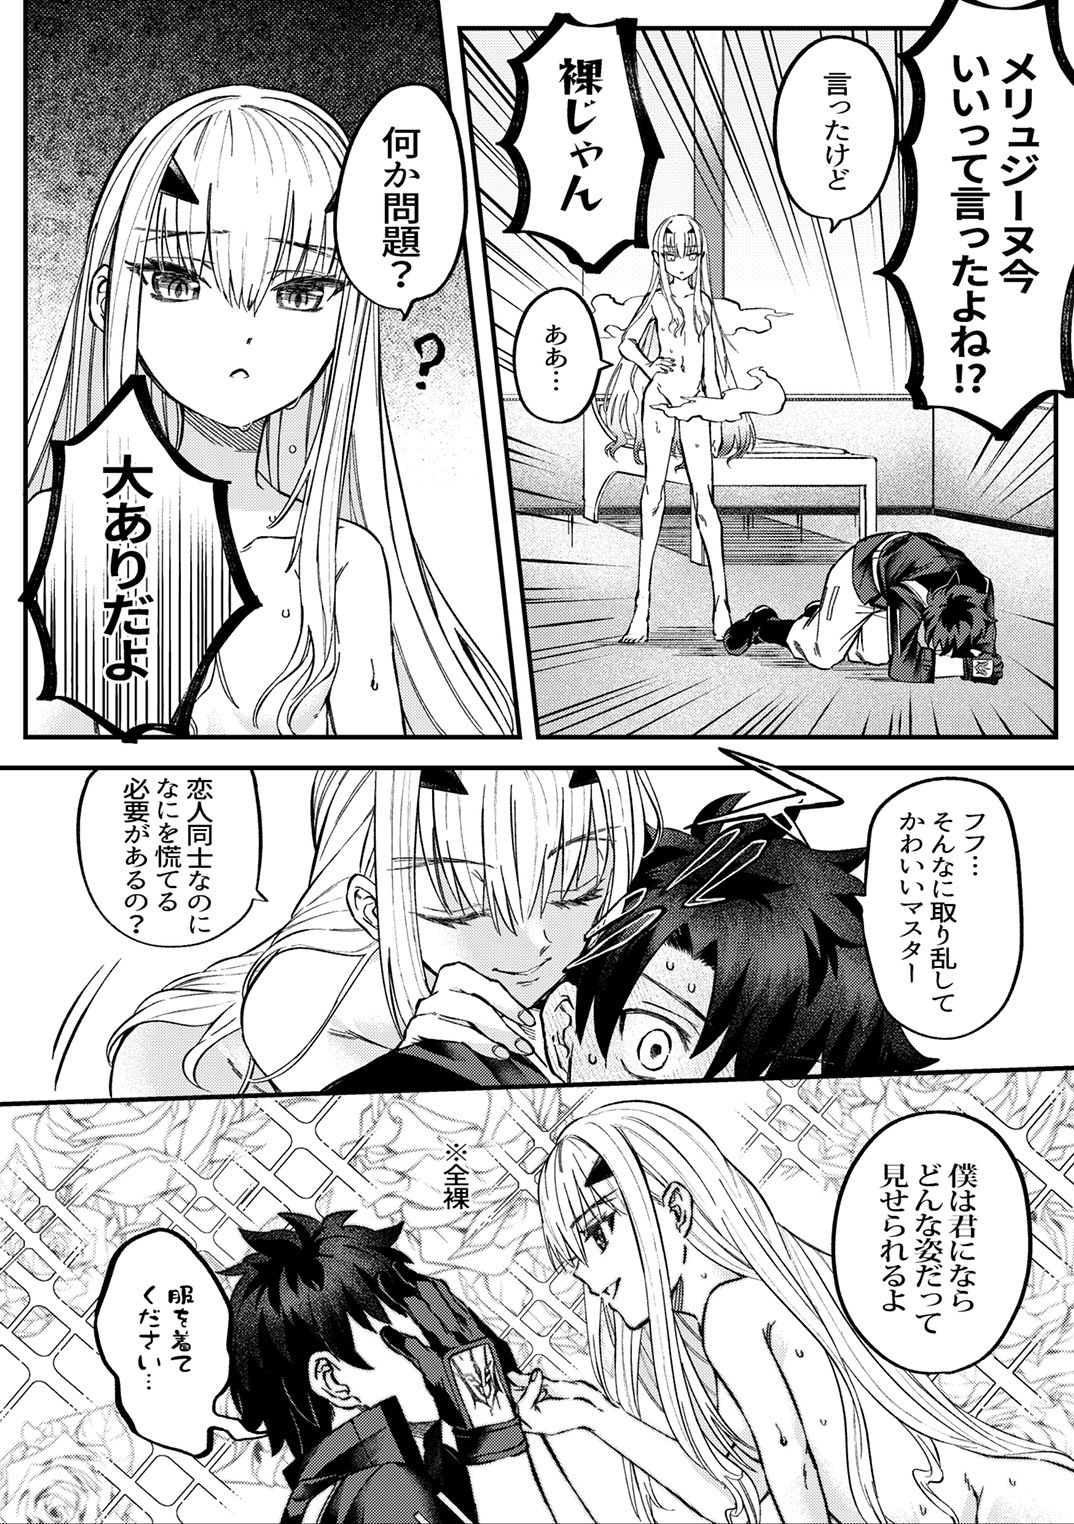 メリュジーヌ今
いいって言ったよね!?
言ったけど
裸じゃん
ああ…
何か問題？
?
大ありだよ
フフ…
そんなに取り乱して
かわいいマスター
恋人同士なのに
なにを慌てる
必要があるの？
僕は君になら
どんな姿だって
見せられるよ
※全裸
服を着て
ください…